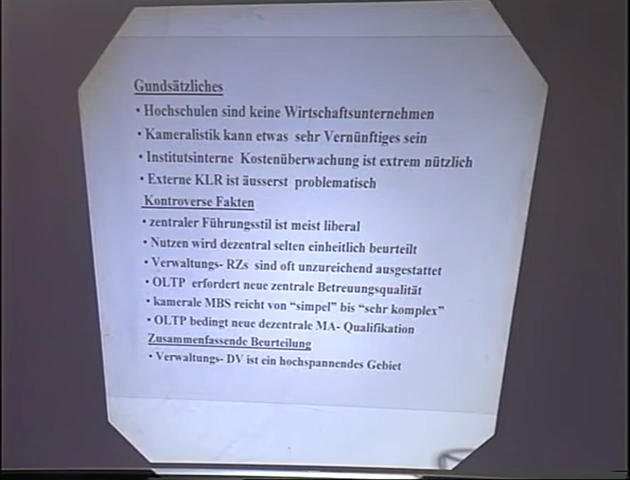 Gundsätzliches
• Hochschulen sind keine Wirtschaftsunternehmen
• Kameralistik kann etwas sehr Vernünftiges sein
• Institutsinterne Kostenüberwachung ist extrem nützlich
• Externe KLR ist äusserst problematisch
Kontroverse Fakten
• zentraler Führungsstil ist meist liberal
• Nutzen wird dezentral selten einheitlich beurteilt
• Verwaltungs- RZs sind oft unzureichend ausgestattet
• OLTP erfordert neue zentrale Betreuungsqualität
• kamerale MBS reicht von “simpel” bis “sehr komplex”
• OLTP bedingt neue dezentrale MA- Qualifikation
Zusammenfassende Beurteilung
• Verwaltungs- DV ist ein hochspannendes Gebiet